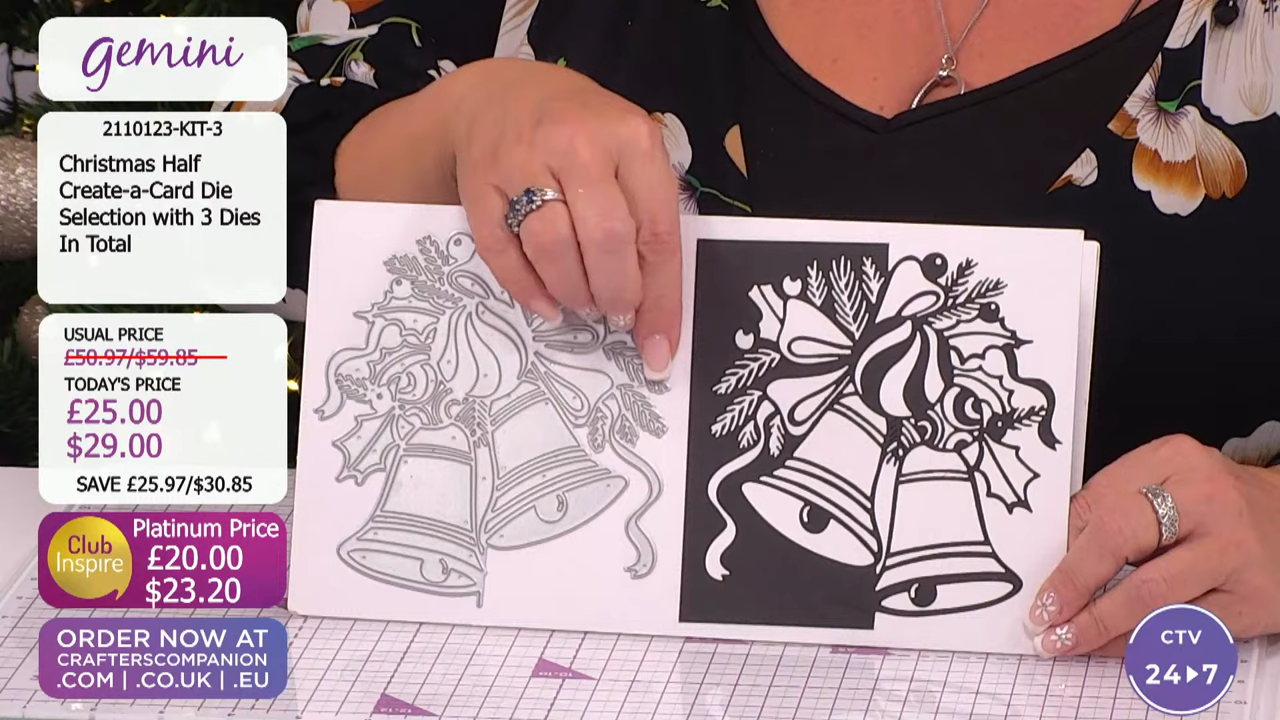 gemini
2110123-KIT-3
Christmas Half
Create-a-Card Die
Selection with 3 Dies
In Total
USUAL PRICE
£50.97/$59.85
TODAY'S PRICE
£25.00
$29.00
SAVE £25.97/$30.85
Club
Inspire
Platinum Price
£20.00
$23.20
ORDER NOW AT
CRAFTERSCOMPANION
.COM | .CO.UK | .EU
CTV
24▶7